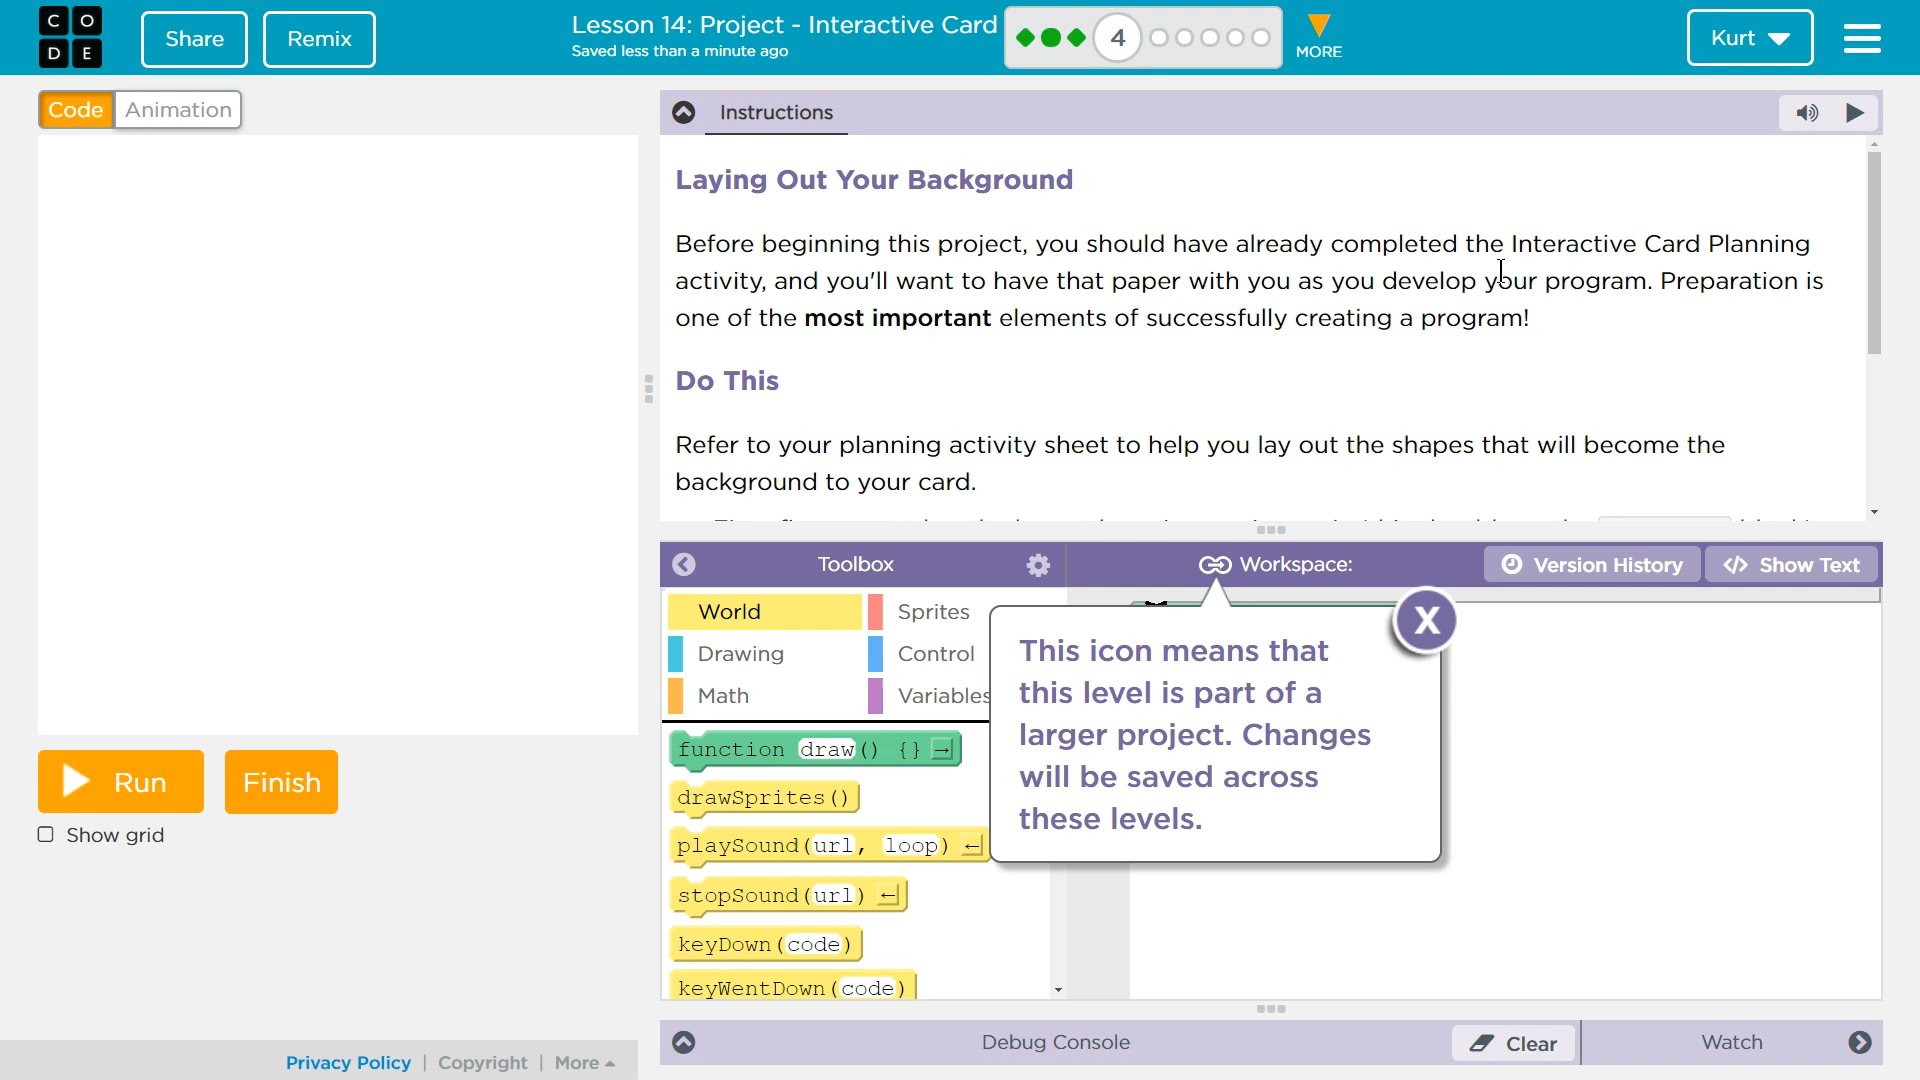 C O
D E
Share
Remix
Lesson 14: Project - Interactive Card
Saved less than a minute ago
4
MORE
Kurt
Code
Animation
Instructions
Laying Out Your Background
Before beginning this project, you should have already completed the Interactive Card Planning
activity, and you'll want to have that paper with you as you develop your program. Preparation is
one of the most important elements of successfully creating a program!
Do This
Refer to your planning activity sheet to help you lay out the shapes that will become the
background to your card.
Toolbox
Workspace:
Version History
</> Show Text
World
Sprites
Drawing
Control
Math
Variables
function draw() {} →
drawSprites()
playSound(url, loop) ←
stopSound(url) ←
keyDown(code)
keyWentDown(code)
X
This icon means that
this level is part of a
larger project. Changes
will be saved across
these levels.
Run
Finish
Show grid
Debug Console
Clear
Watch
Privacy Policy | Copyright | More